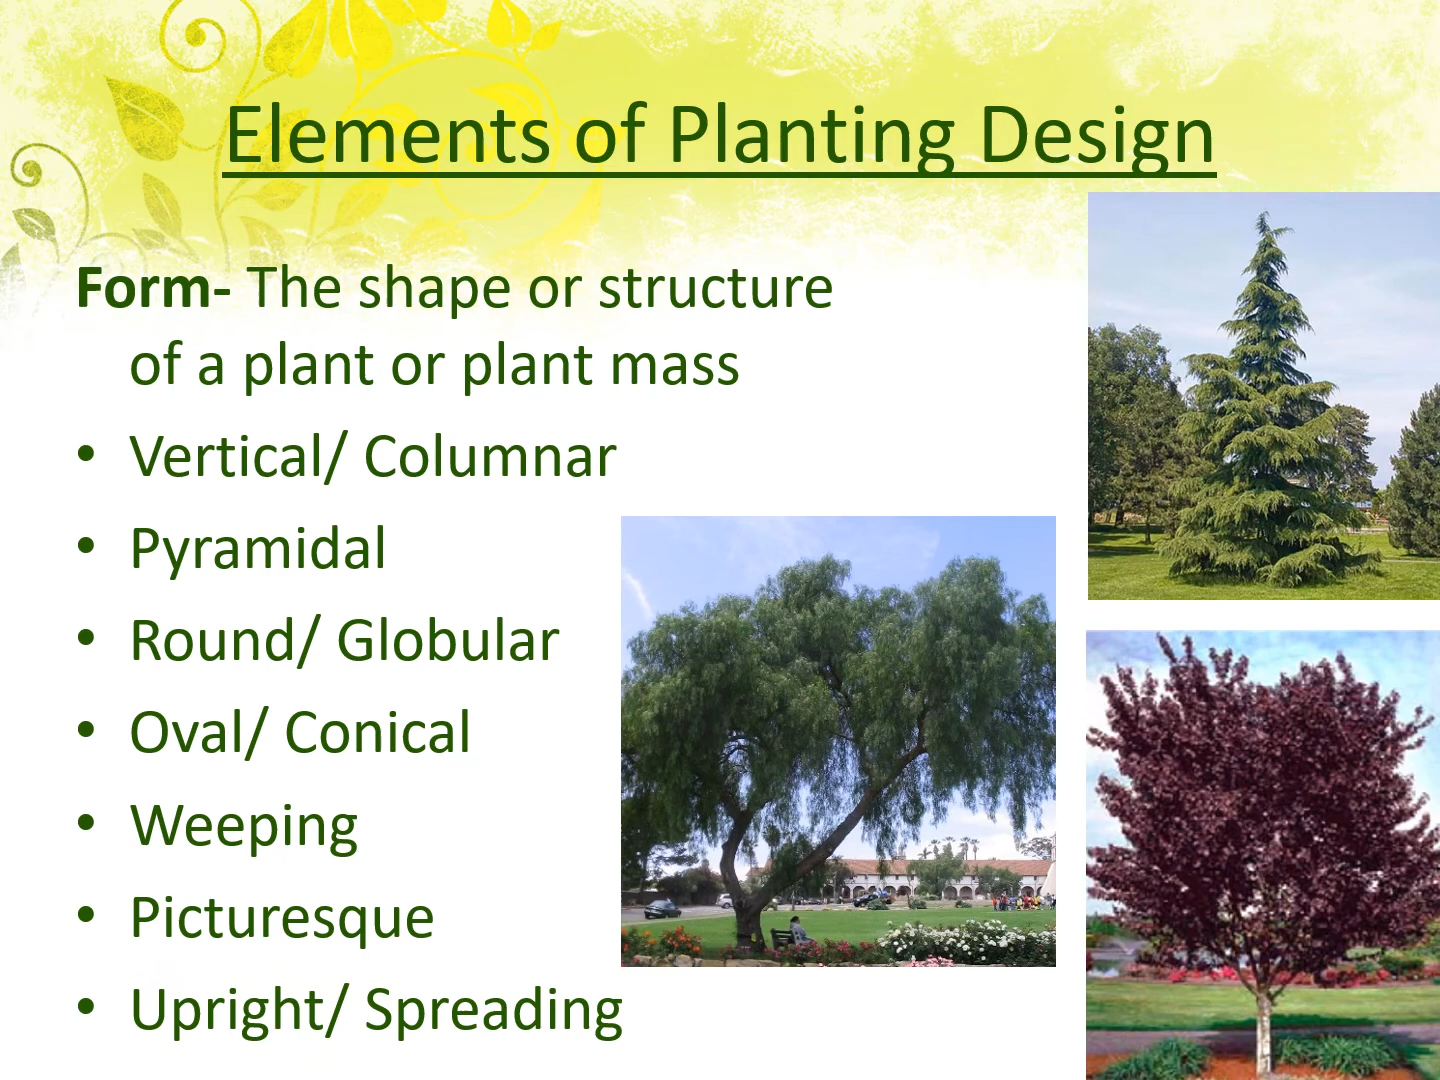 Elements of Planting Design
Form- The shape or structure
of a plant or plant mass
• Vertical/ Columnar
• Pyramidal
• Round/ Globular
• Oval/ Conical
• Weeping
• Picturesque
• Upright/ Spreading